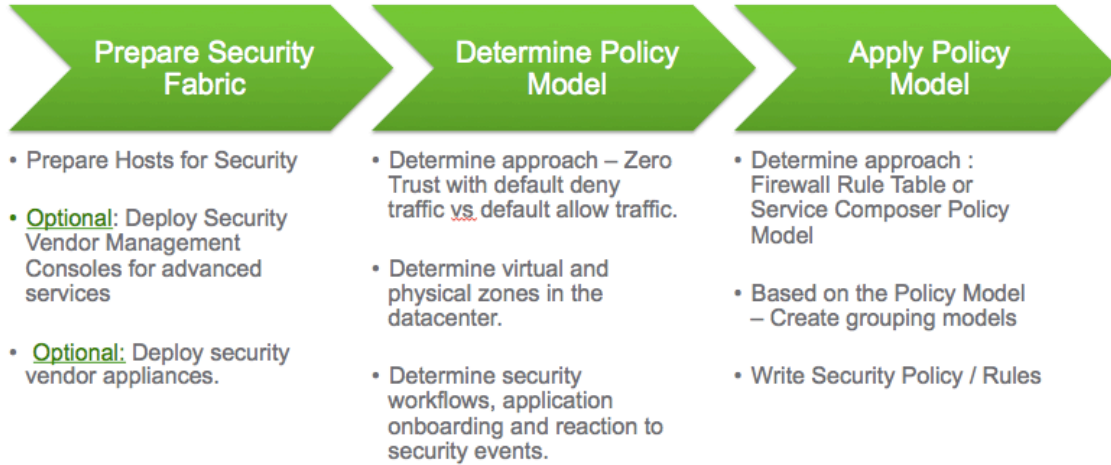 Prepare Security
Fabric
• Prepare Hosts for Security
• Optional: Deploy Security
Vendor Management
Consoles for advanced
services
• Optional: Deploy security
vendor appliances.
Determine Policy
Model
• Determine approach – Zero
Trust with default deny
traffic vs default allow traffic.
• Determine virtual and
physical zones in the
datacenter.
• Determine security
workflows, application
onboarding and reaction to
security events.
Apply Policy
Model
• Determine approach :
Firewall Rule Table or
Service Composer Policy
Model
• Based on the Policy Model
– Create grouping models
• Write Security Policy / Rules